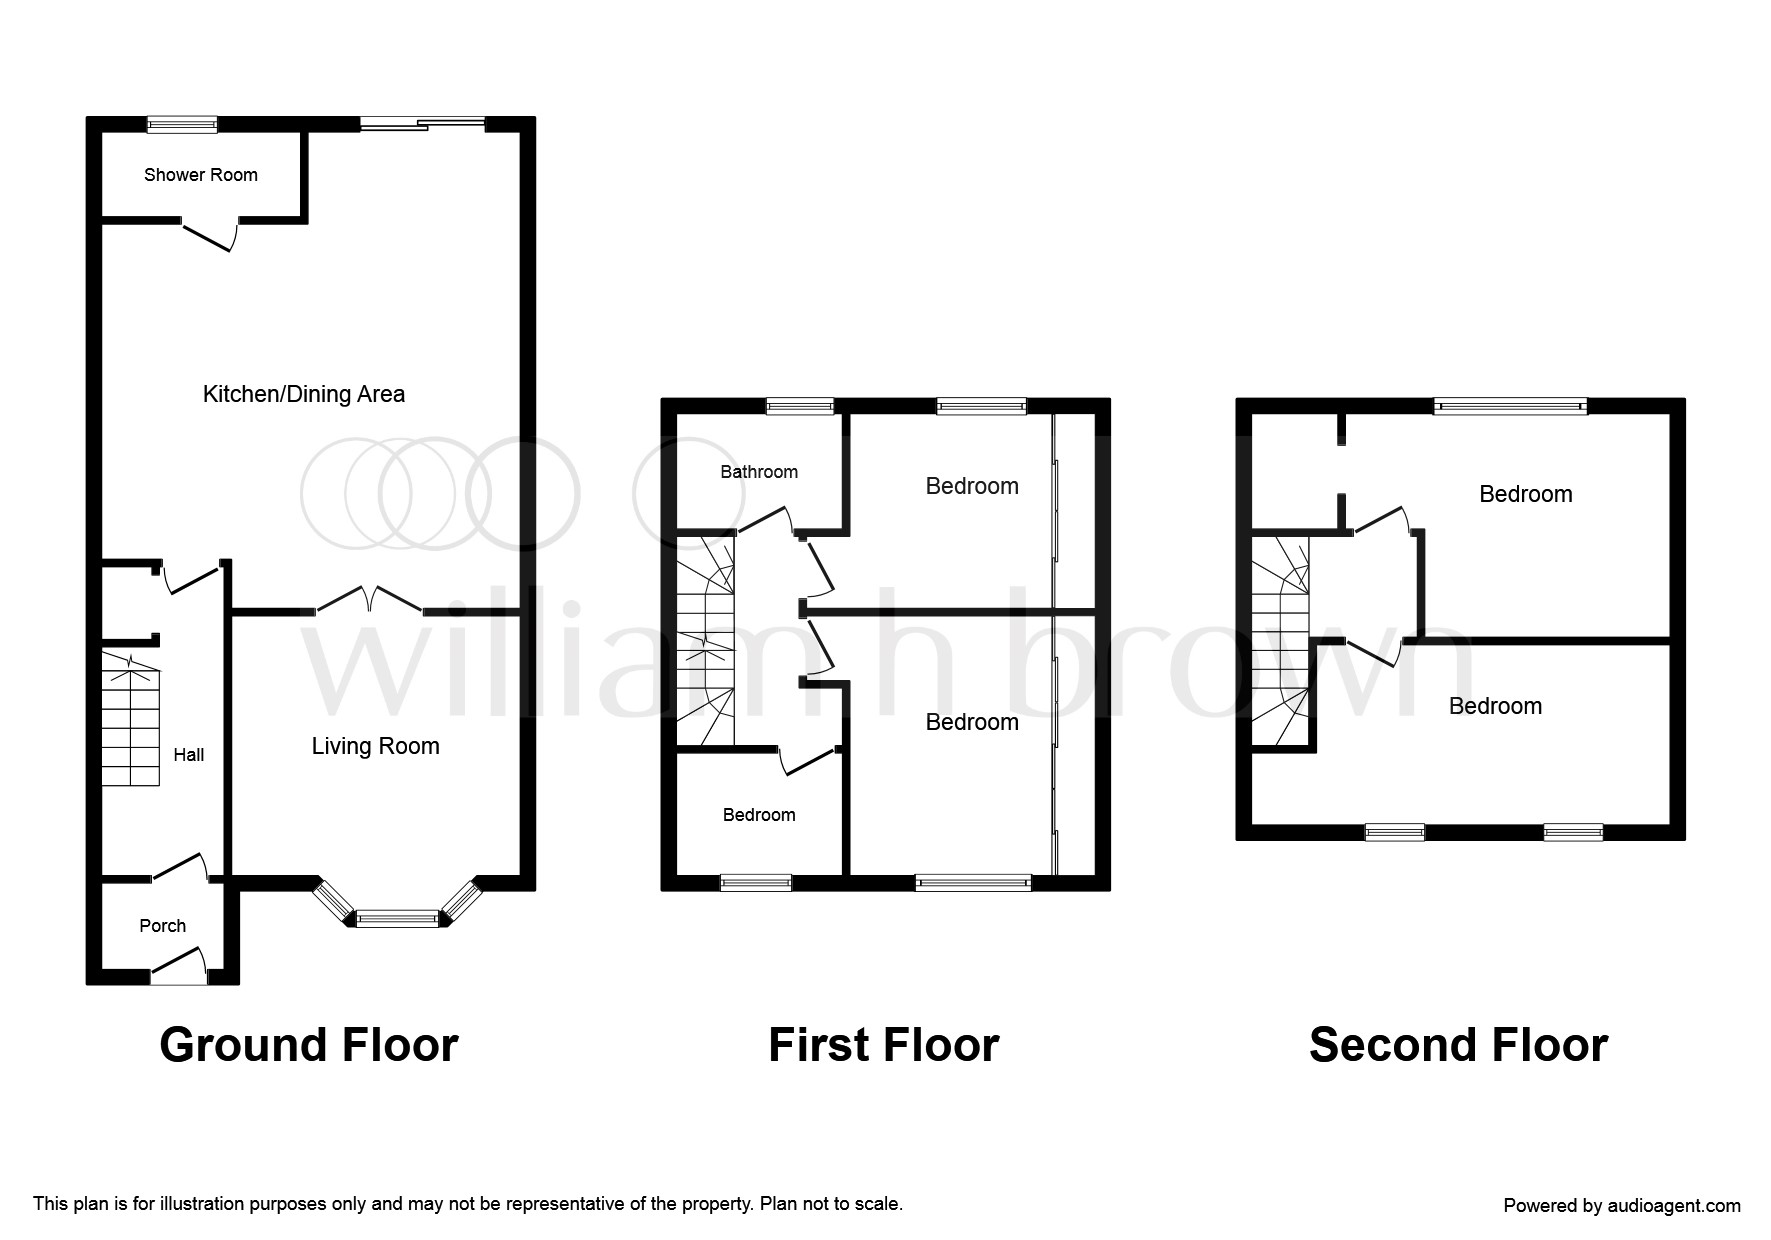 Shower Room
Kitchen/Dining Area
Living Room
Hall
Porch
Ground Floor
Bathroom
Bedroom
Bedroom
Bedroom
First Floor
Bedroom
Bedroom
Second Floor
william h brown
This plan is for illustration purposes only and may not be representative of the property. Plan not to scale.
Powered by audioagent.com